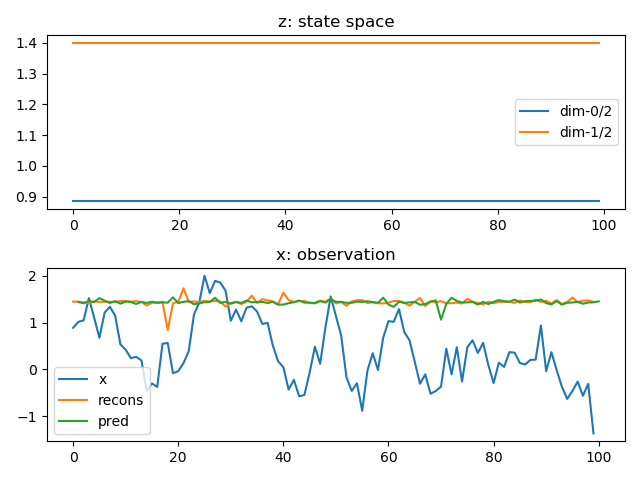 z: state space
1.4
1.3
1.2
1.1
1.0
0.9
dim-0/2
dim-1/2
0 20 40 60 80 100
x: observation
2
1
0
−1
x
recons
pred
0 20 40 60 80 100